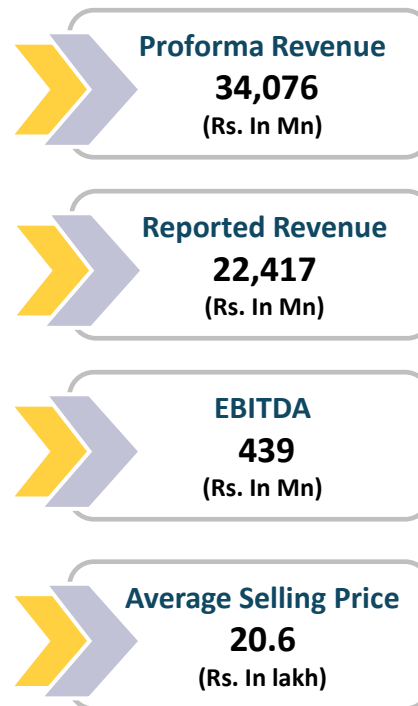 Proforma Revenue
34,076
(Rs. In Mn)
Reported Revenue
22,417
(Rs. In Mn)
EBITDA
439
(Rs. In Mn)
Average Selling Price
20.6
(Rs. In lakh)